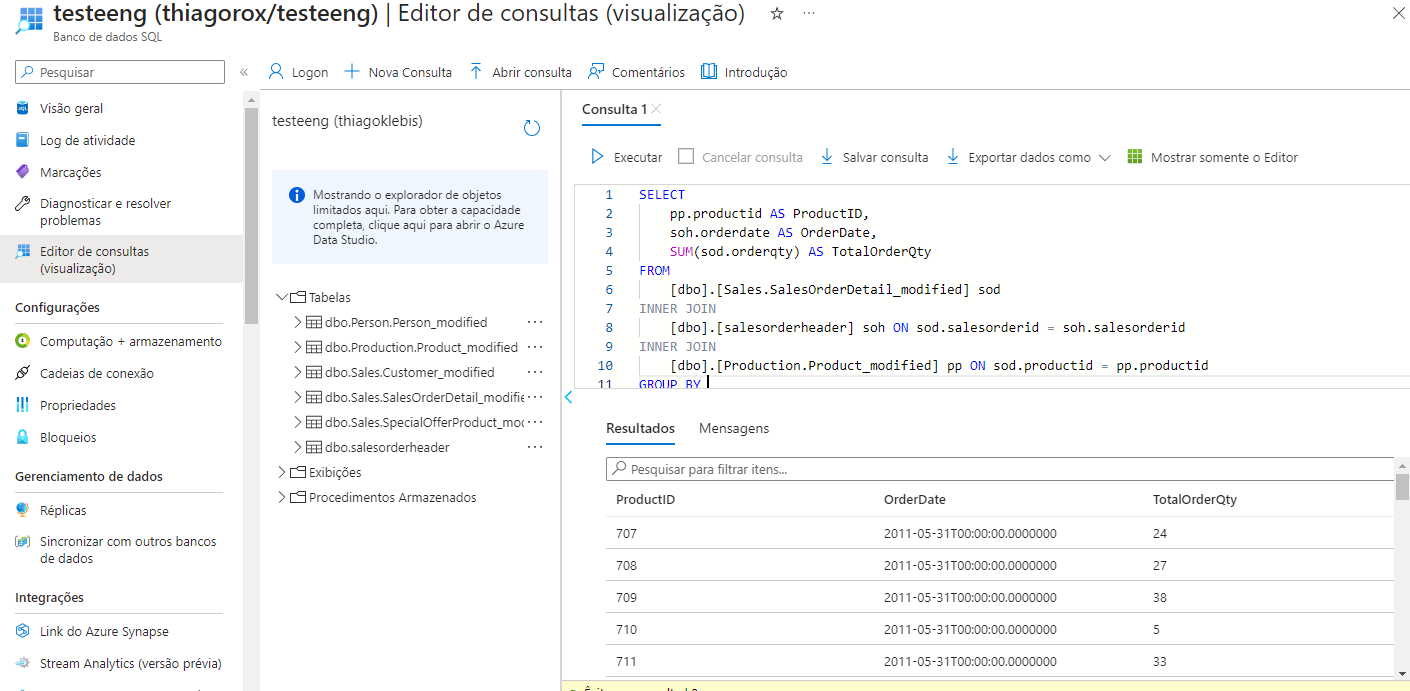 testeeng (thiagorox/testeeng) | Editor de consultas (visualização)
Banco de dados SQL
Pesquisar
Visão geral
Log de atividade
Marcações
Diagnosticar e resolver
problemas
Editor de consultas
(visualização)
Configurações
Computação + armazenamento
Cadeias de conexão
Propriedades
Bloqueios
Gerenciamento de dados
Réplicas
Sincronizar com outros bancos
de dados
Integrações
Link do Azure Synapse
Stream Analytics (versão prévia)
Logon
Nova Consulta
Abrir consulta
Comentários
Introdução
testeeng (thiagoklebis)
Mostrando o explorador de objetos
limitados aqui. Para obter a capacidade
completa, clique aqui para abrir o Azure
Data Studio.
Tabelas
dbo.Person.Person_modified
dbo.Production.Product_modified
dbo.Sales.Customer_modified
dbo.Sales.SalesOrderDetail_modifie
dbo.Sales.SpecialOfferProduct_mod
dbo.salesorderheader
Exibições
Procedimentos Armazenados
Consulta 1
Executar
Cancelar consulta
Salvar consulta
Exportar dados como
Mostrar somente o Editor
1 SELECT
2 pp.productid AS ProductID,
3 soh.orderdate AS OrderDate,
4 SUM(sod.orderqty) AS TotalOrderQty
5 FROM
6 [dbo].[Sales.SalesOrderDetail_modified] sod
7 INNER JOIN
8 [dbo].[salesorderheader] soh ON sod.salesorderid = soh.salesorderid
9 INNER JOIN
10 [dbo].[Production.Product_modified] pp ON sod.productid = pp.productid
11 GROUP BY
Resultados Mensagens
Pesquisar para filtrar itens...
ProductID OrderDate TotalOrderQty
707 2011-05-31T00:00:00.0000000 24
708 2011-05-31T00:00:00.0000000 27
709 2011-05-31T00:00:00.0000000 38
710 2011-05-31T00:00:00.0000000 5
711 2011-05-31T00:00:00.0000000 33